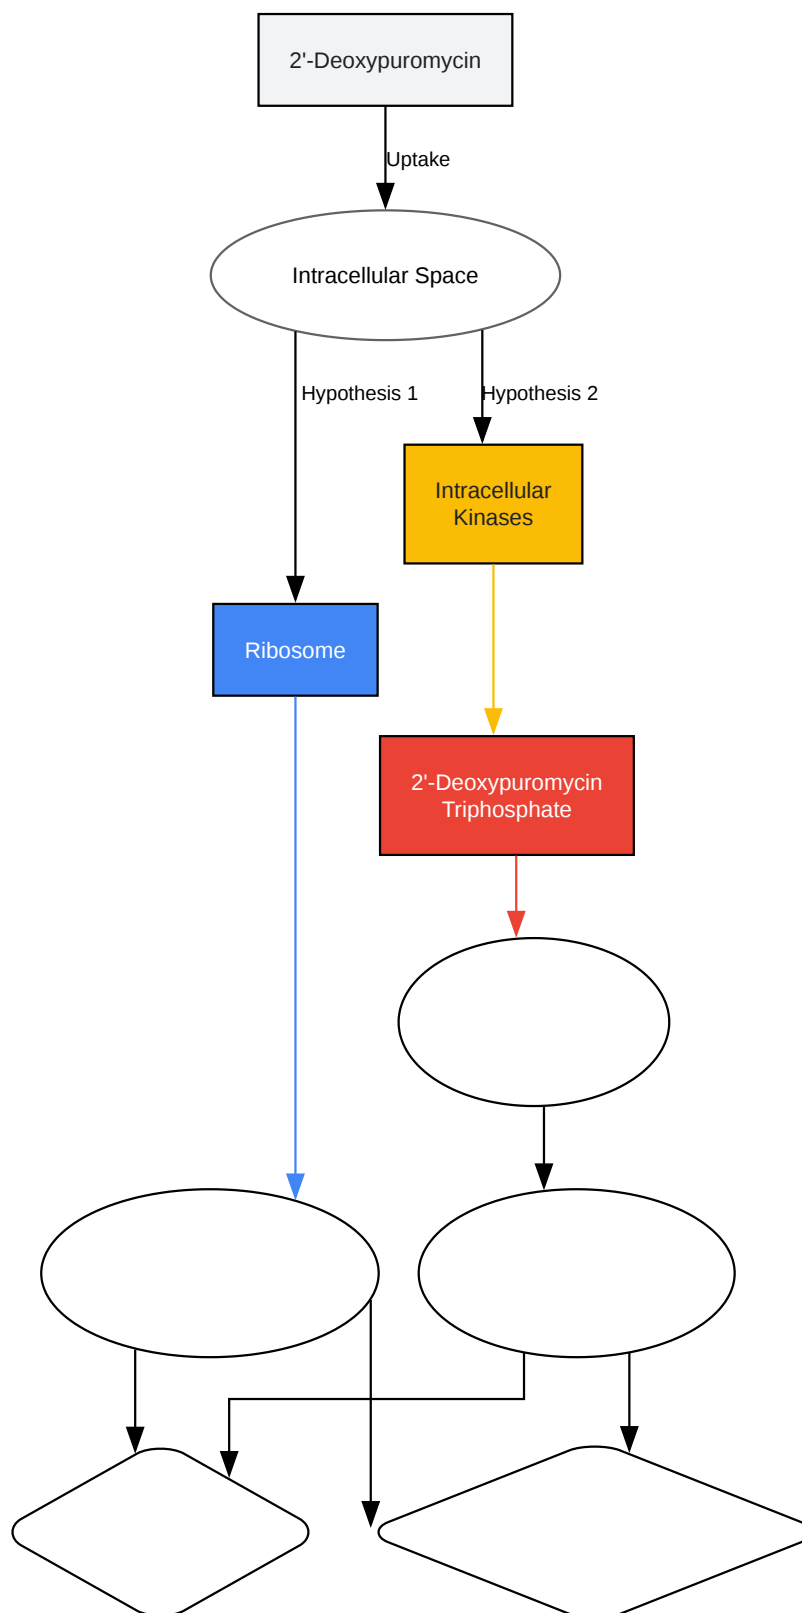 2'-Deoxypuromycin
Uptake
Intracellular Space
Hypothesis 1
Hypothesis 2
Intracellular
Kinases
Ribosome
2'-Deoxypuromycin
Triphosphate